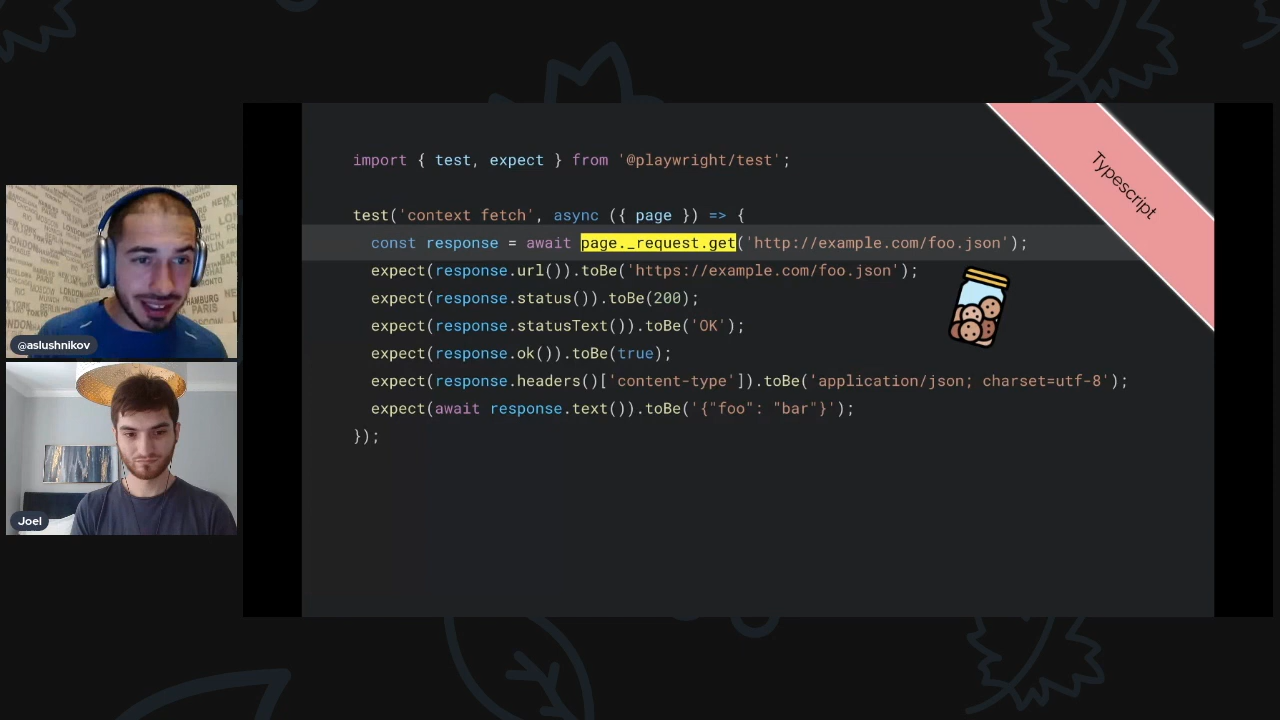 import { test, expect } from '@playwright/test';
test('context fetch', async ({ page }) => {
const response = await page._request.get('http://example.com/foo.json');
expect(response.url()).toBe('https://example.com/foo.json');
expect(response.status()).toBe(200);
expect(response.statusText()).toBe('OK');
expect(response.ok()).toBe(true);
expect(response.headers()['content-type']).toBe('application/json; charset=utf-8');
expect(await response.text()).toBe('{"foo": "bar"}');
});
Typescript
@aslushnikov
Joel